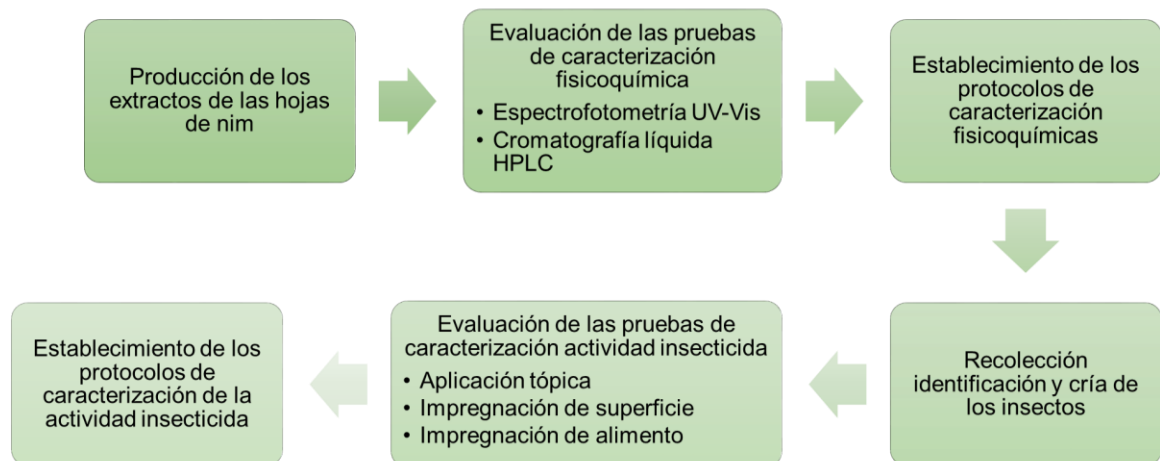 Producción de los
extractos de las hojas
de nim
Evaluación de las pruebas
de caracterización
fisicoquímica
• Espectrofotometría UV-Vis
• Cromatografía líquida
HPLC
Establecimiento de los
protocolos de
caracterización
fisicoquímicas
Recolección
identificación y cría de
los insectos
Evaluación de las pruebas de
caracterización actividad insecticida
• Aplicación tópica
• Impregnación de superficie
• Impregnación de alimento
Establecimiento de los
protocolos de
caracterización de la
actividad insecticida